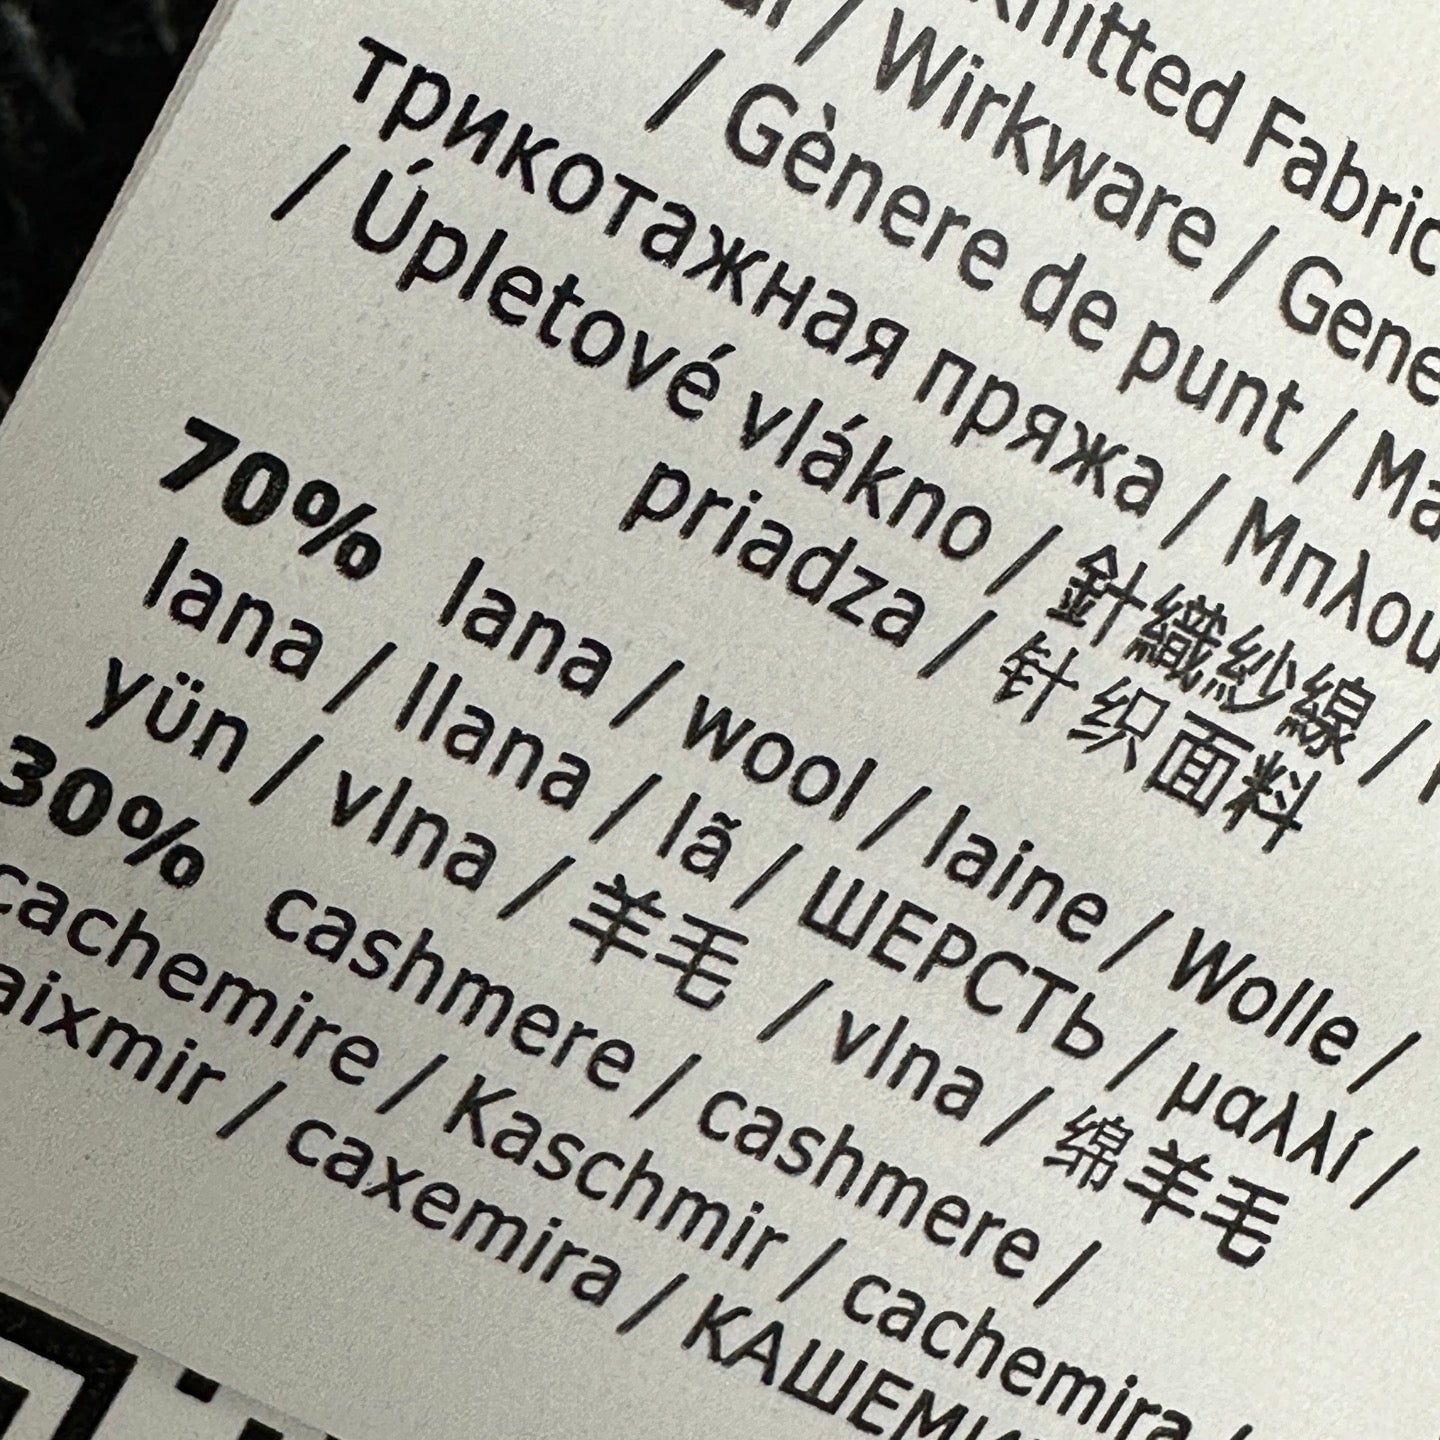 Knitted Fabric
/ Wirkware / Gene
/ Gènere de punt / Ma
трикотажная пряжа / Μπλου
/ Úpletové vlákno / 針織紗線 /
priadza / 针织面料
70% lana / wool / laine / Wolle /
lana / llana / lã / ШЕРСТЬ / μαλλί /
yün / vlna / 羊毛 / vlna / 绵羊毛
30% cashmere / cashmere /
cachemire / Kaschmir / cachemira /
aixmir / caxemira / КАШЕМИ